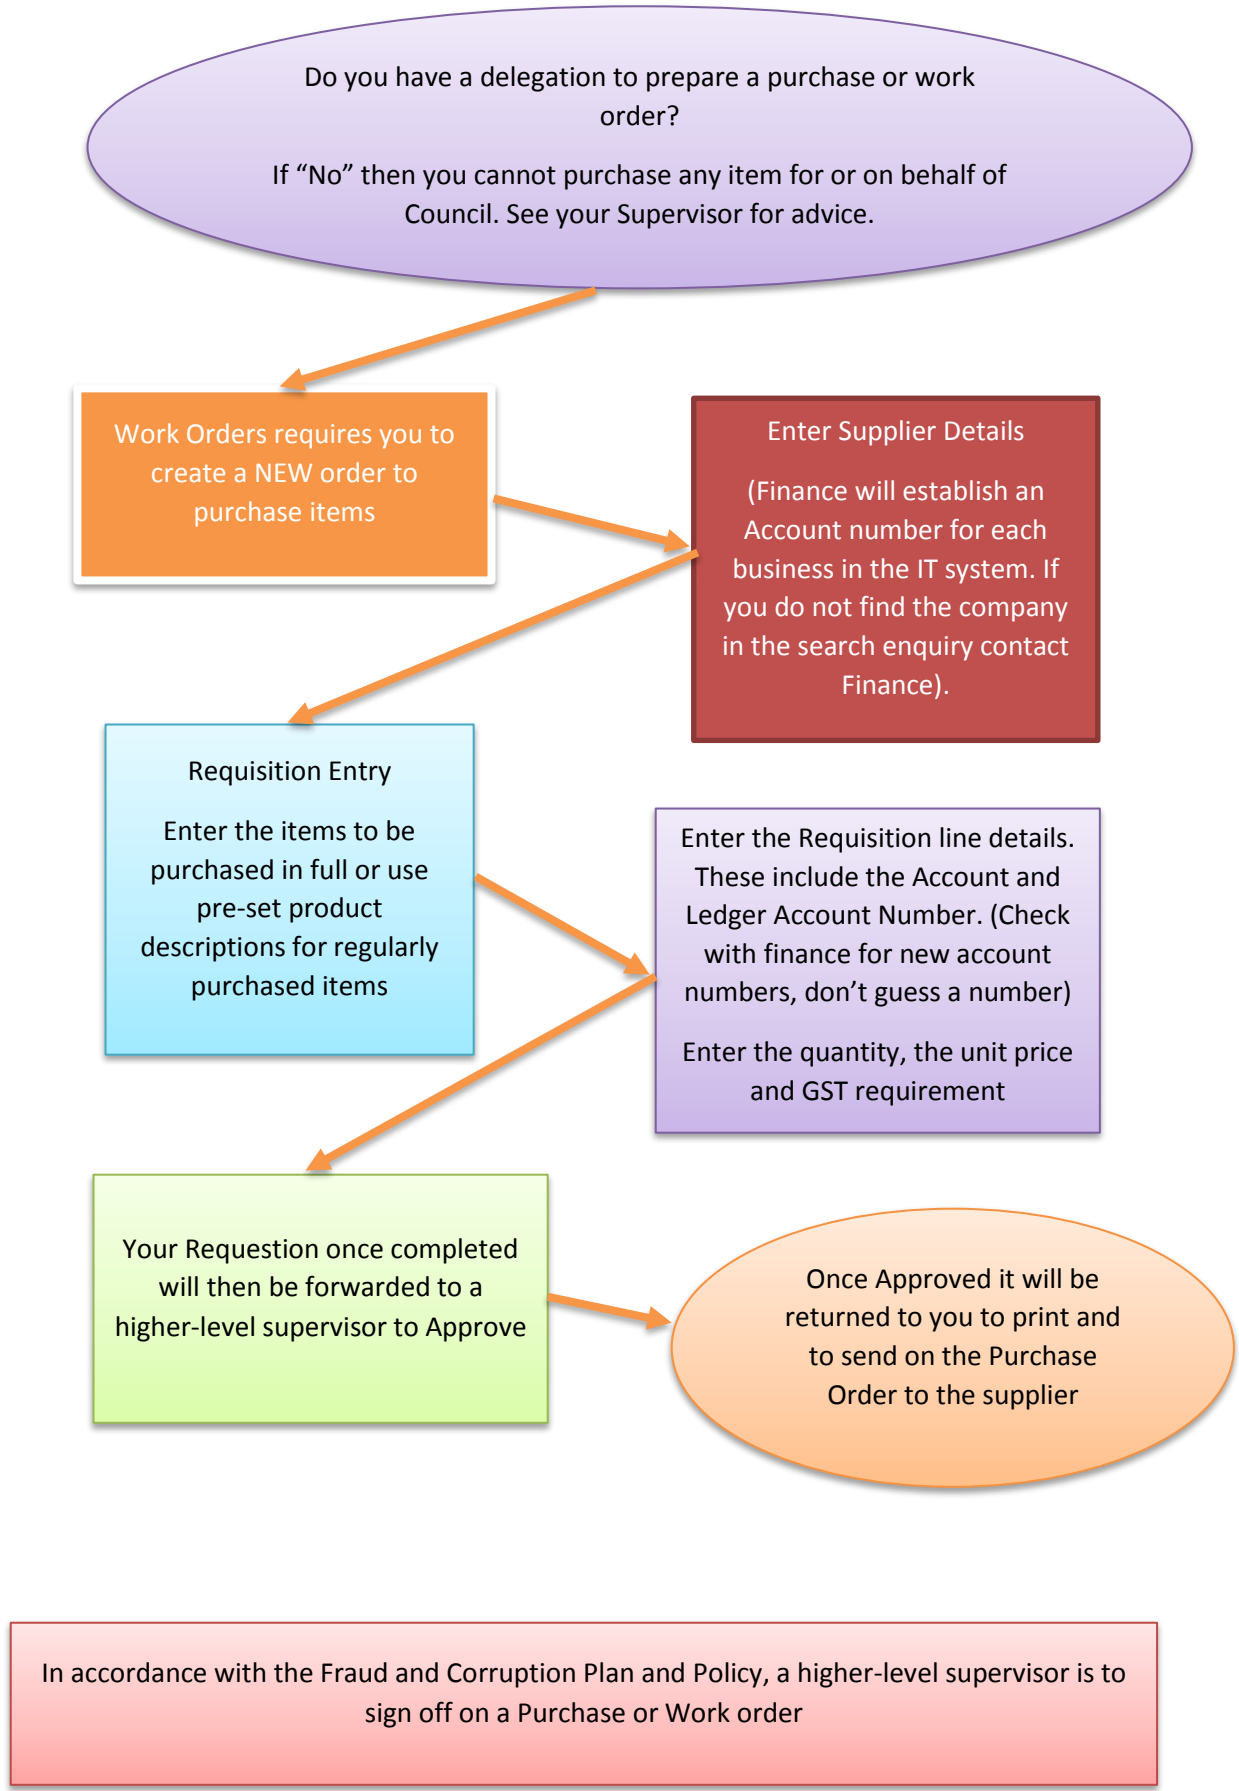 Do you have a delegation to prepare a purchase or work
order?
If “No” then you cannot purchase any item for or on behalf of
Council. See your Supervisor for advice.
Work Orders requires you to
create a NEW order to
purchase items
Enter Supplier Details
(Finance will establish an
Account number for each
business in the IT system. If
you do not find the company
in the search enquiry contact
Finance).
Requisition Entry
Enter the items to be
purchased in full or use
pre-set product
descriptions for regularly
purchased items
Enter the Requisition line details.
These include the Account and
Ledger Account Number. (Check
with finance for new account
numbers, don’t guess a number)
Enter the quantity, the unit price
and GST requirement
Your Requestion once completed
will then be forwarded to a
higher-level supervisor to Approve
Once Approved it will be
returned to you to print and
to send on the Purchase
Order to the supplier
In accordance with the Fraud and Corruption Plan and Policy, a higher-level supervisor is to
sign off on a Purchase or Work order